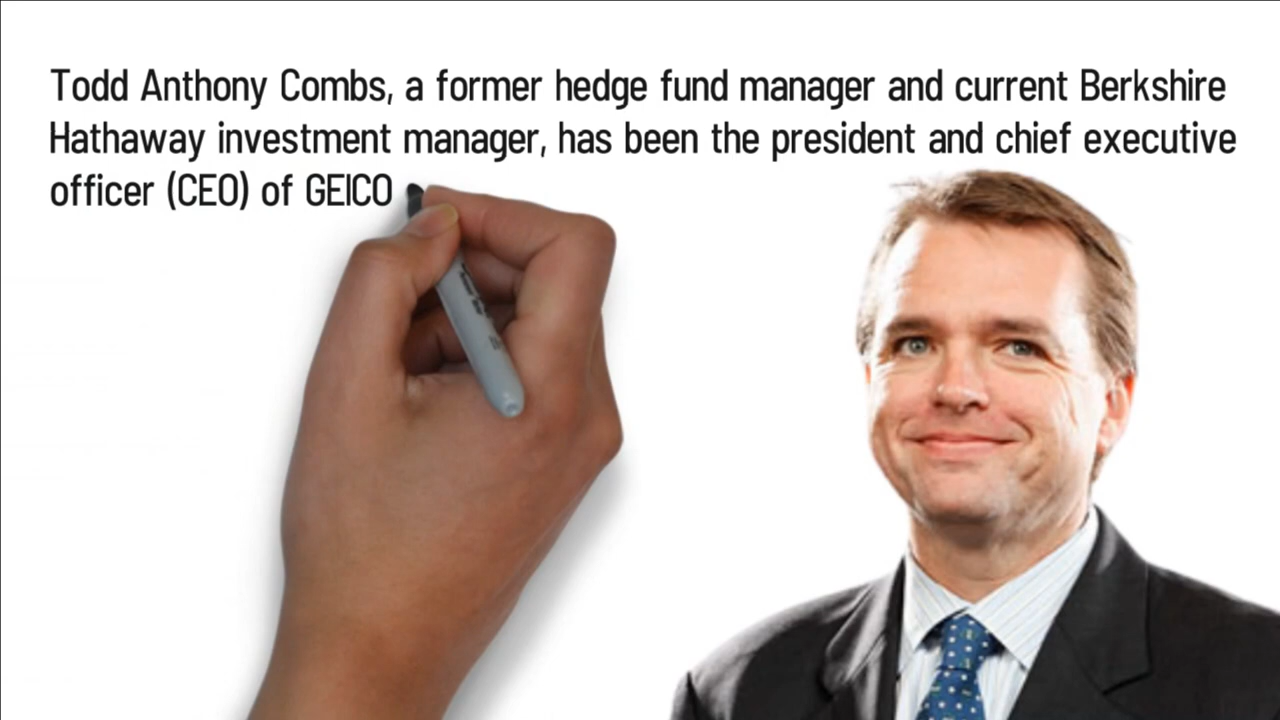 Todd Anthony Combs, a former hedge fund manager and current Berkshire
Hathaway investment manager, has been the president and chief executive
officer (CEO) of GEICO